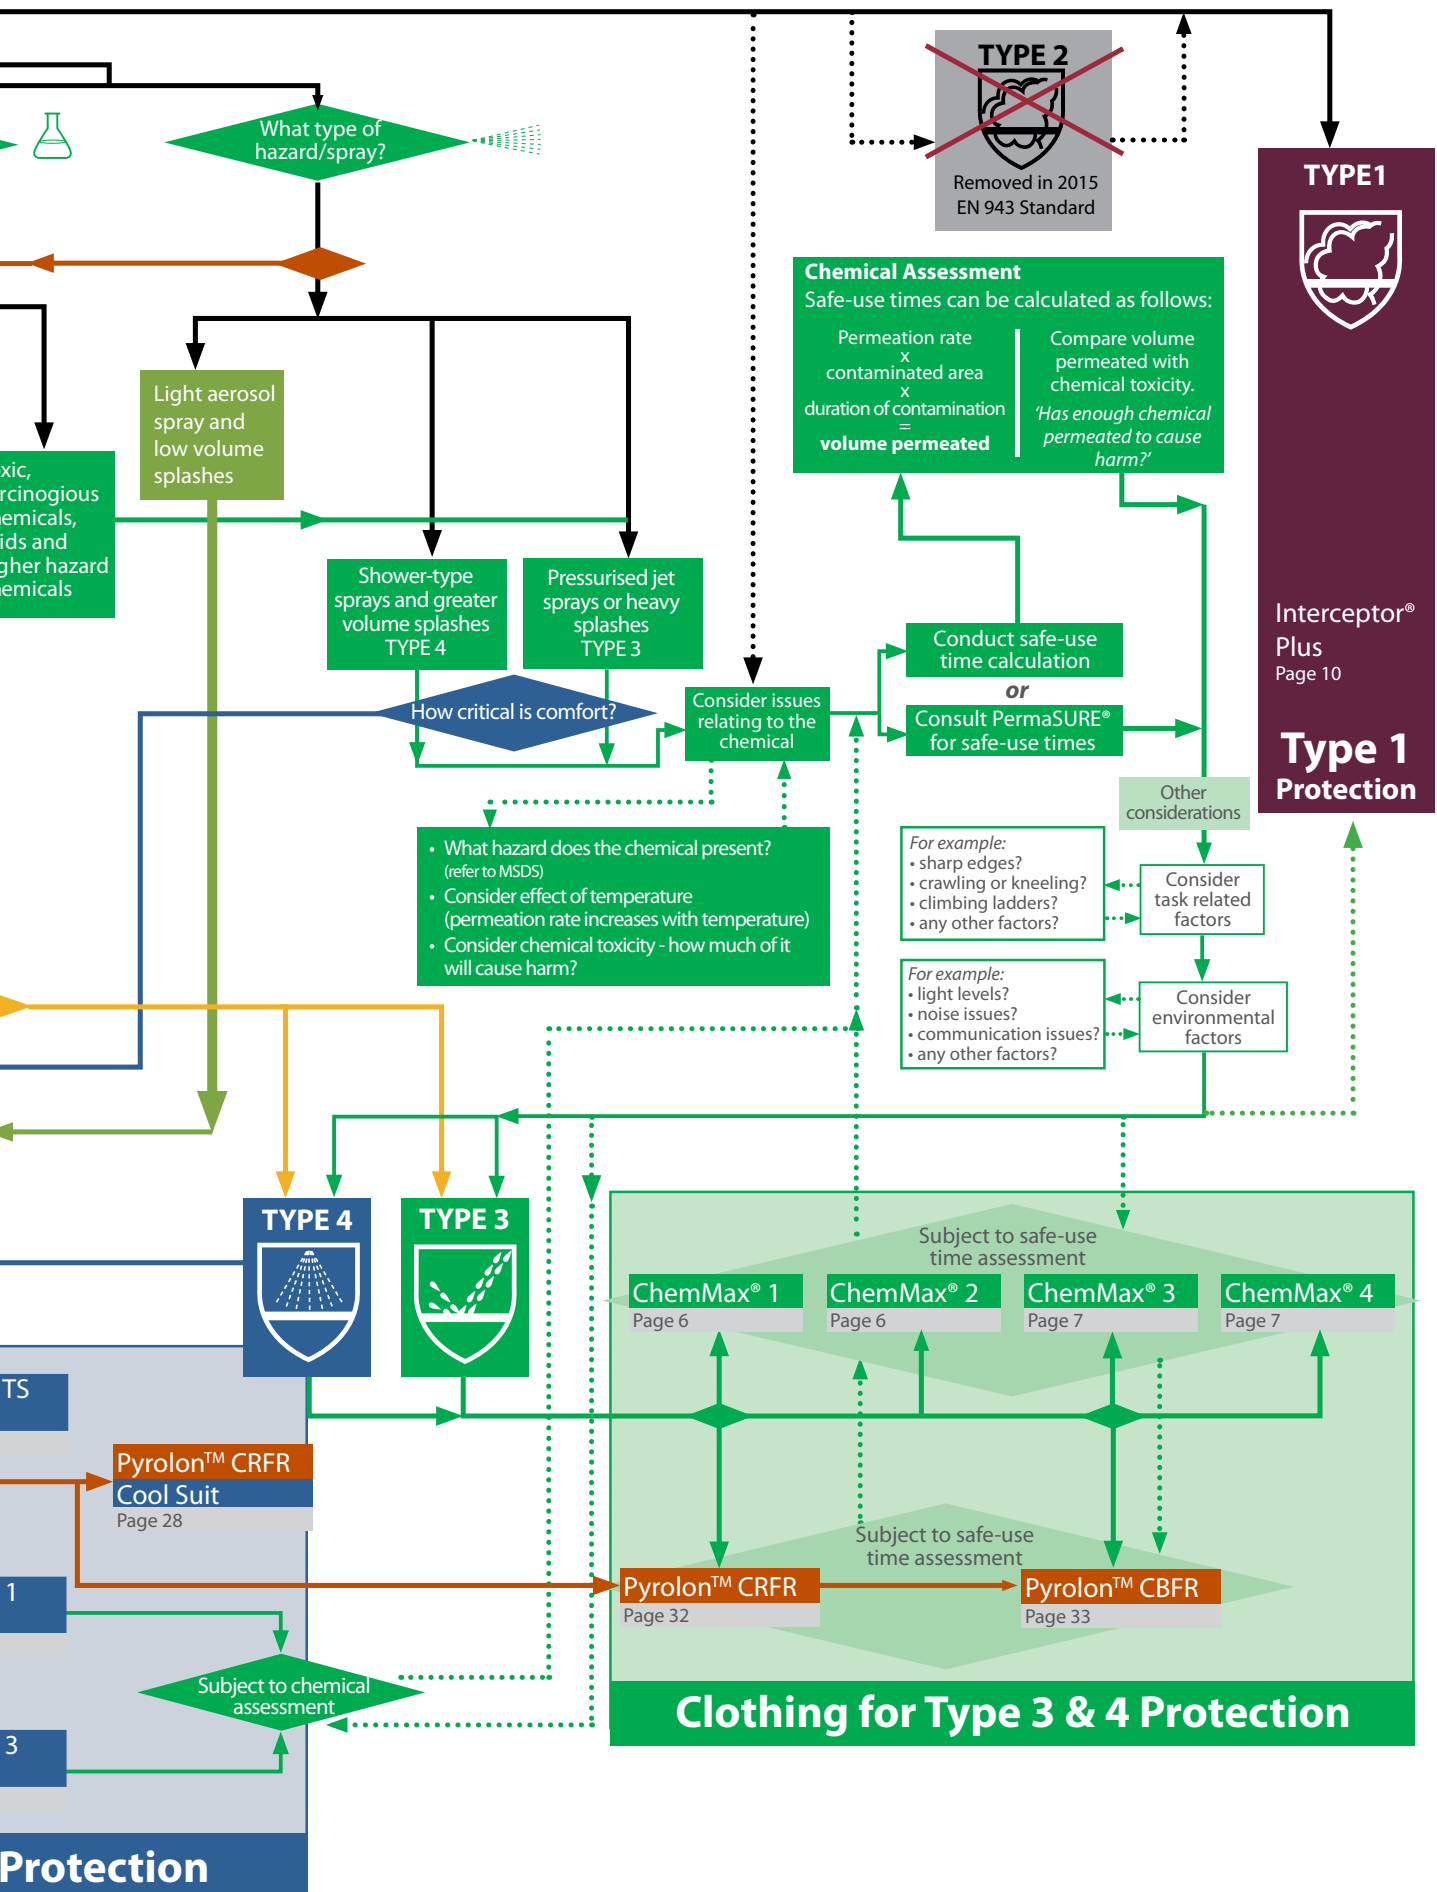 TYPE 2
Removed in 2015
EN 943 Standard
What type of
hazard/spray?
TYPE1
Interceptor®
Plus
Page 10
Type 1
Protection
Chemical Assessment
Safe-use times can be calculated as follows:
Permeation rate
x
contaminated area
x
duration of contamination
=
volume permeated
Compare volume
permeated with
chemical toxicity.
‘Has enough chemical
permeated to cause
harm?’
Light aerosol
spray and
low volume
splashes
xic,
rcinogious
emicals,
ids and
gher hazard
emicals
Shower-type
sprays and greater
volume splashes
TYPE 4
Pressurised jet
sprays or heavy
splashes
TYPE 3
How critical is comfort?
Consider issues
relating to the
chemical
Conduct safe-use
time calculation
or
Consult PermaSURE®
for safe-use times
• What hazard does the chemical present?
(refer to MSDS)
• Consider effect of temperature
(permeation rate increases with temperature)
• Consider chemical toxicity - how much of it
will cause harm?
Other
considerations
For example:
• sharp edges?
• crawling or kneeling?
• climbing ladders?
• any other factors?
Consider
task related
factors
For example:
• light levels?
• noise issues?
• communication issues?
• any other factors?
Consider
environmental
factors
TYPE 4
TYPE 3
Subject to safe-use
time assessment
ChemMax® 1
Page 6
ChemMax® 2
Page 6
ChemMax® 3
Page 7
ChemMax® 4
Page 7
TS
Pyrolon™ CRFR
Cool Suit
Page 28
Subject to safe-use
time assessment
Pyrolon™ CRFR
Page 32
Pyrolon™ CBFR
Page 33
1
Subject to chemical
assessment
3
Clothing for Type 3 & 4 Protection
Protection